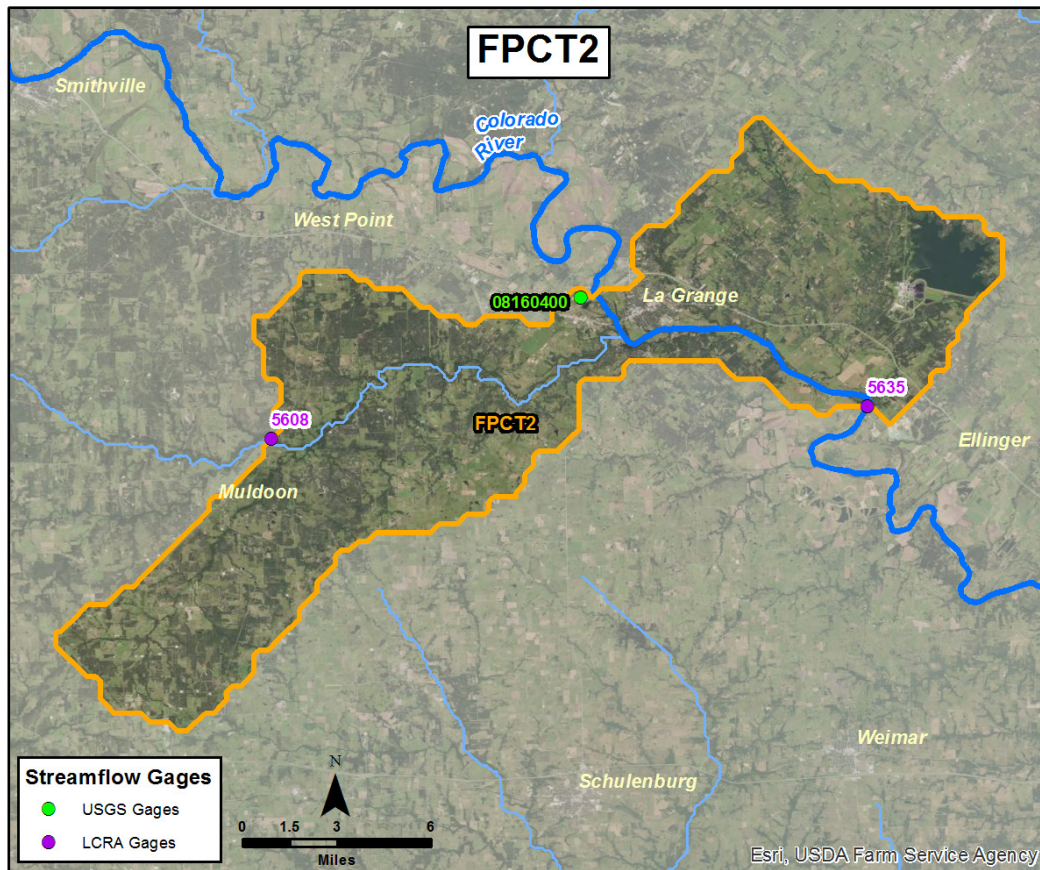 FPCT2
Smithville
Colorado
River
West Point
08160400
La Grange
5635
5608
FPCT2
Ellinger
Muldoon
Weimar
Schulenburg
Streamflow Gages
USGS Gages
LCRA Gages
N
0 1.5 3 6
Miles
Esri, USDA Farm Service Agency